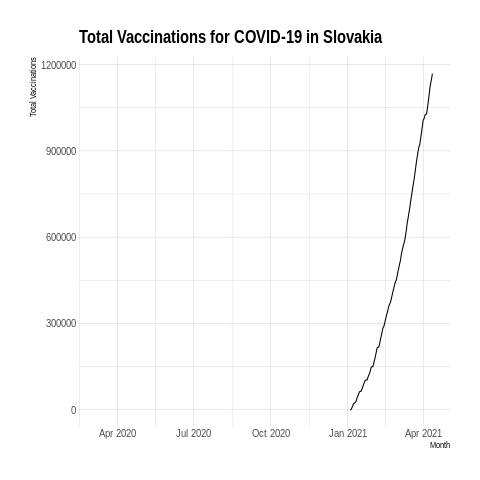 Total Vaccinations for COVID-19 in Slovakia
Total Vaccinations
1200000
900000
600000
300000
0
Apr 2020 Jul 2020 Oct 2020 Jan 2021 Apr 2021
Month